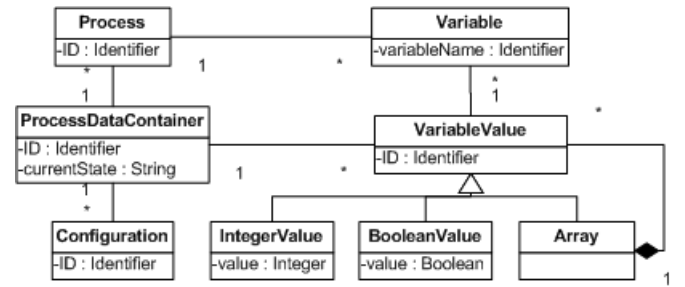 Process
-ID : Identifier
Variable
-variableName : Identifier
1
*
*
1
*
1
ProcessDataContainer
-ID : Identifier
-currentState : String
VariableValue
-ID : Identifier
*
1
*
1
*
Configuration
-ID : Identifier
IntegerValue
-value : Integer
BooleanValue
-value : Boolean
Array
1